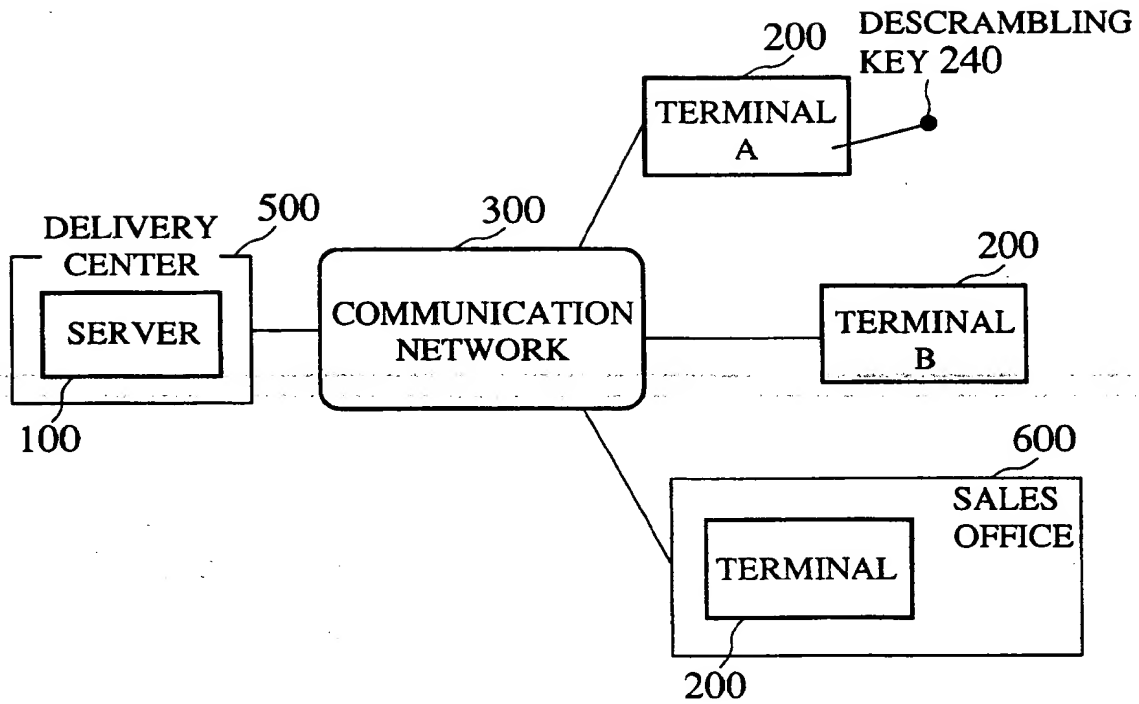 200
DESCRAMBLING
KEY 240
TERMINAL
A
DELIVERY
CENTER
500
300
200
SERVER
COMMUNICATION
NETWORK
TERMINAL
B
100
600
SALES
OFFICE
TERMINAL
200